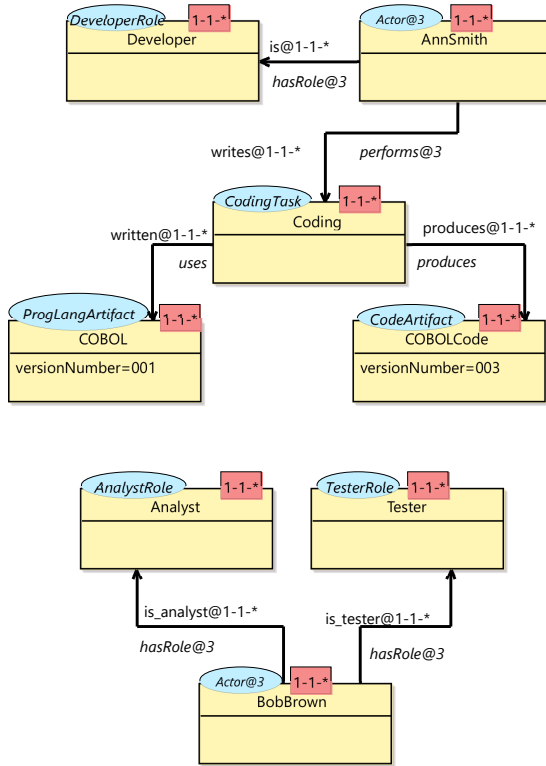 DeveloperRole 1-1-*
Developer
Actor@3 1-1-*
AnnSmith
is@1-1-*
hasRole@3
writes@1-1-*
performs@3
CodingTask 1-1-*
Coding
written@1-1-*
uses
produces@1-1-*
produces
ProgLangArtifact 1-1-*
COBOL
versionNumber=001
CodeArtifact 1-1-*
COBOLCode
versionNumber=003
AnalystRole 1-1-*
Analyst
TesterRole 1-1-*
Tester
is_analyst@1-1-*
hasRole@3
is_tester@1-1-*
hasRole@3
Actor@3 1-1-*
BobBrown